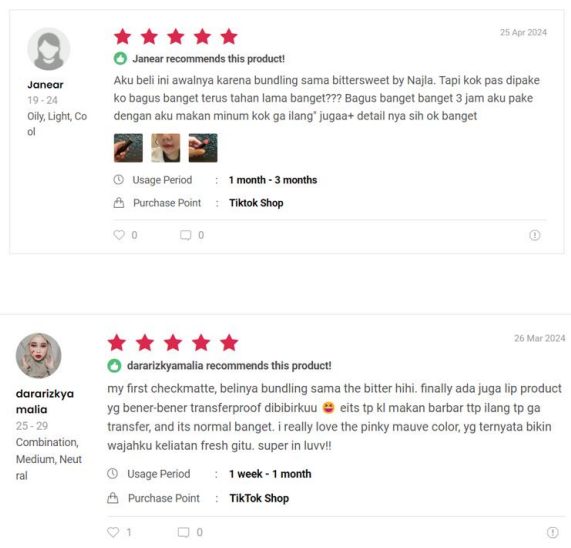 25 Apr 2024
Janear recommends this product!
Janear
19 - 24
Oily, Light, Co
ol
Aku beli ini awalnya karena bundling sama bittersweet by Najla. Tapi kok pas dipake
ko bagus banget terus tahan lama banget??? Bagus banget banget 3 jam aku pake
dengan aku makan minum kok ga ilang" jugaa+ detail nya sih ok banget
Usage Period : 1 month - 3 months
Purchase Point : Tiktok Shop
0 0
26 Mar 2024
dararizkyamalia recommends this product!
dararizkya
malia
25 - 29
Combination,
Medium, Neut
ral
my first checkmatte, belinya bundling sama the bitter hihi. finally ada juga lip product
yg bener-bener transferproof dibibirkuu 😆 eits tp kl makan barbar ttp ilang tp ga
transfer, and its normal banget. i really love the pinky mauve color, yg ternyata bikin
wajahku keliatan fresh gitu. super in luvv!!
Usage Period : 1 week - 1 month
Purchase Point : TikTok Shop
1 0